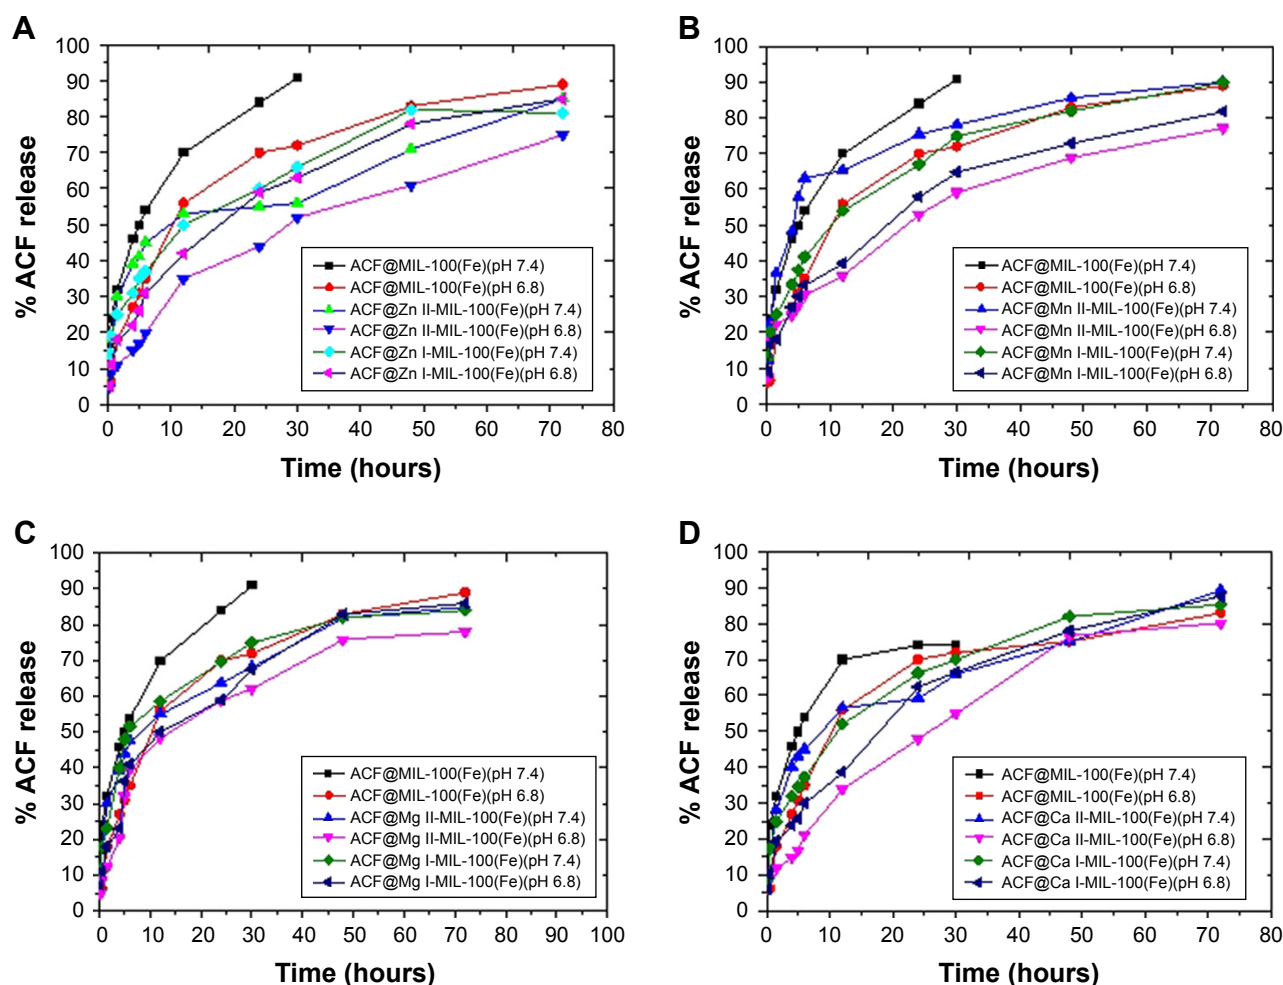 A
% ACF release
100
90
80
70
60
50
40
30
20
10
0
ACF@MIL-100(Fe)(pH 7.4)
ACF@MIL-100(Fe)(pH 6.8)
ACF@Zn II-MIL-100(Fe)(pH 7.4)
ACF@Zn II-MIL-100(Fe)(pH 6.8)
ACF@Zn I-MIL-100(Fe)(pH 7.4)
ACF@Zn I-MIL-100(Fe)(pH 6.8)
0 10 20 30 40 50 60 70 80
Time (hours)
B
% ACF release
100
90
80
70
60
50
40
30
20
10
0
ACF@MIL-100(Fe)(pH 7.4)
ACF@MIL-100(Fe)(pH 6.8)
ACF@Mn II-MIL-100(Fe)(pH 7.4)
ACF@Mn II-MIL-100(Fe)(pH 6.8)
ACF@Mn I-MIL-100(Fe)(pH 7.4)
ACF@Mn I-MIL-100(Fe)(pH 6.8)
0 10 20 30 40 50 60 70 80
Time (hours)
C
% ACF release
100
90
80
70
60
50
40
30
20
10
0
ACF@MIL-100(Fe)(pH 7.4)
ACF@MIL-100(Fe)(pH 6.8)
ACF@Mg II-MIL-100(Fe)(pH 7.4)
ACF@Mg II-MIL-100(Fe)(pH 6.8)
ACF@Mg I-MIL-100(Fe)(pH 7.4)
ACF@Mg I-MIL-100(Fe)(pH 6.8)
0 10 20 30 40 50 60 70 80 90 100
Time (hours)
D
% ACF release
100
90
80
70
60
50
40
30
20
10
0
ACF@MIL-100(Fe)(pH 7.4)
ACF@MIL-100(Fe)(pH 6.8)
ACF@Ca II-MIL-100(Fe)(pH 7.4)
ACF@Ca II-MIL-100(Fe)(pH 6.8)
ACF@Ca I-MIL-100(Fe)(pH 7.4)
ACF@Ca I-MIL-100(Fe)(pH 6.8)
0 10 20 30 40 50 60 70 80
Time (hours)